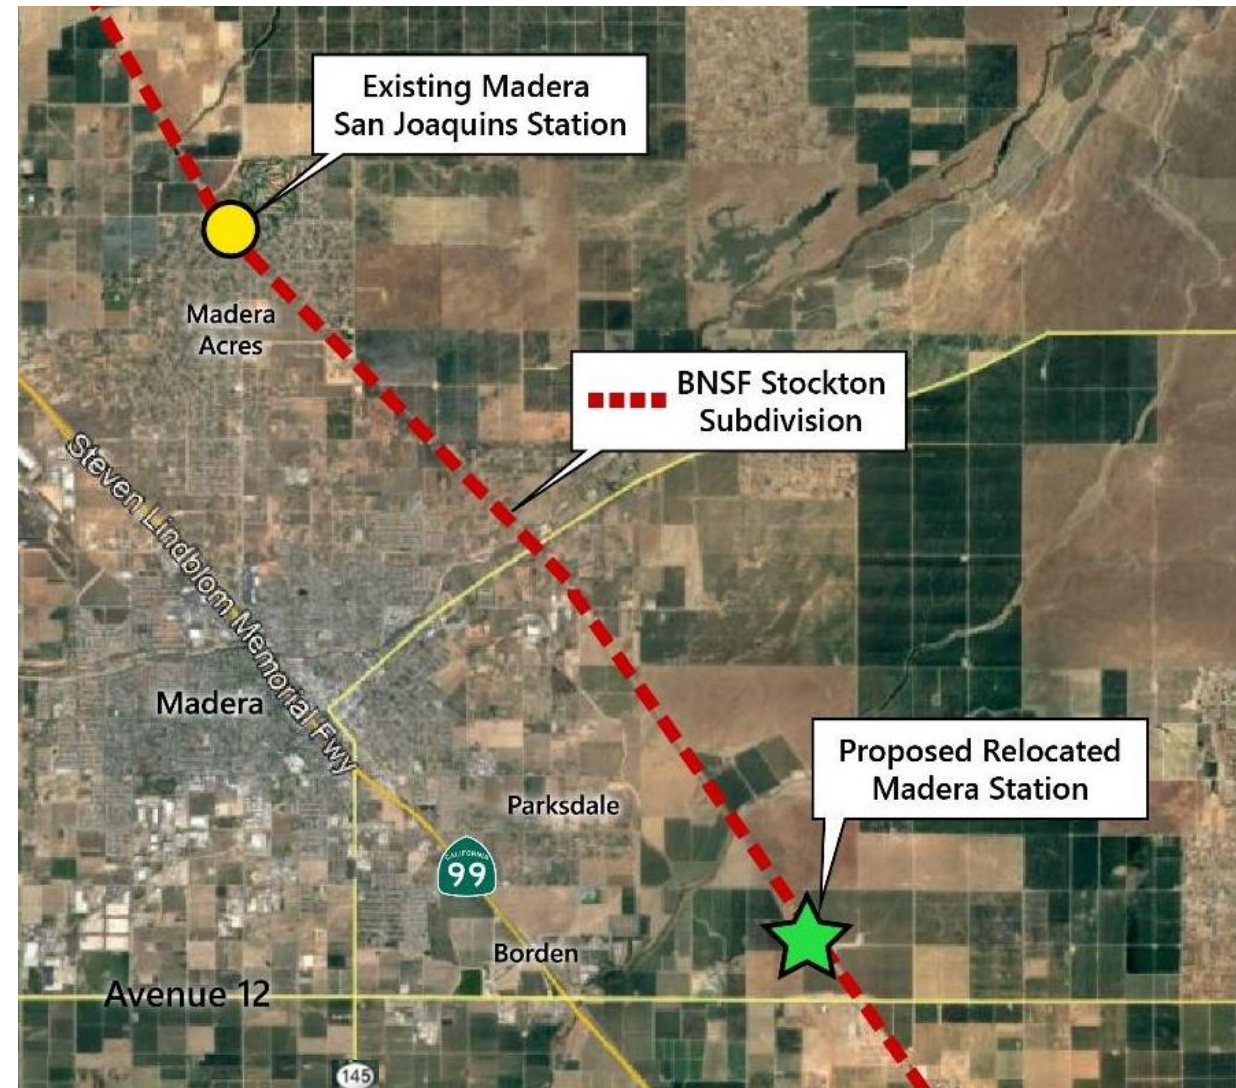 Existing Madera
San Joaquins Station
Madera
Acres
BNSF Stockton
Subdivision
Steven Lindblom Memorial Fwy
Madera
Proposed Relocated
Madera Station
Parksdale
CALIFORNIA
99
Borden
Avenue 12
145